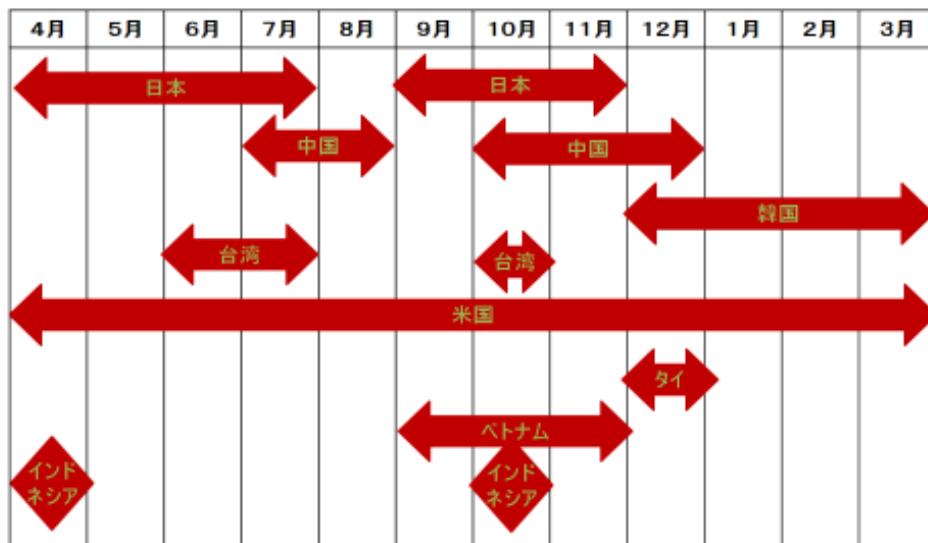 4月 5月 6月 7月 8月 9月 10月 11月 12月 1月 2月 3月
日本 日本
中国 中国
韓国
台湾 台湾
米国
タイ
ベトナム
インド インド
ネシア ネシア